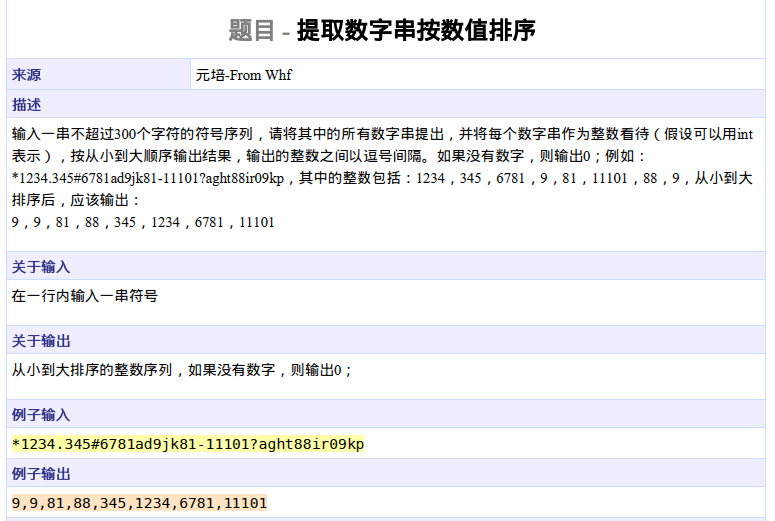 题目 - 提取数字串按数值排序
来源 元培-From Whf
描述
输入一串不超过300个字符的符号序列，请将其中的所有数字串提出，并将每个数字串作为整数看待（假设可以用int
表示），按从小到大顺序输出结果，输出的整数之间以逗号间隔。如果没有数字，则输出0；例如：
*1234.345#6781ad9jk81-11101?aght88ir09kp，其中的整数包括：1234，345，6781，9，81，11101，88，9，从小到大
排序后，应该输出：
9，9，81，88，345，1234，6781，11101
关于输入
在一行内输入一串符号
关于输出
从小到大排序的整数序列，如果没有数字，则输出0；
例子输入
*1234.345#6781ad9jk81-11101?aght88ir09kp
例子输出
9,9,81,88,345,1234,6781,11101